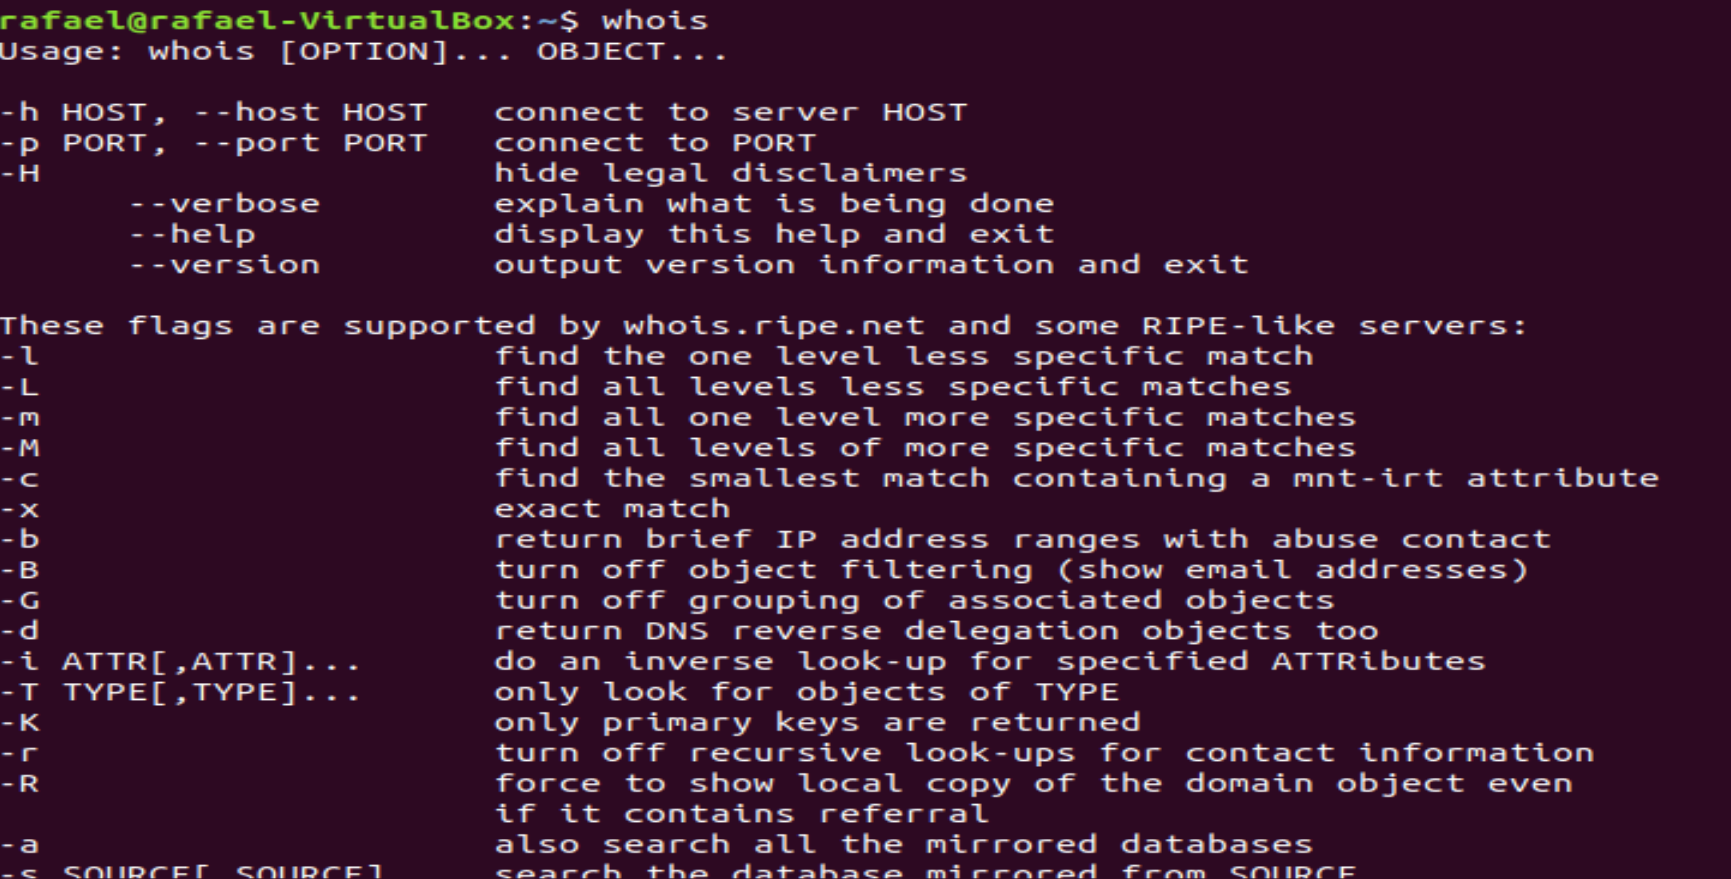 rafael@rafael-VirtualBox:~$ whois
Usage: whois [OPTION]... OBJECT...
-h HOST, --host HOST   connect to server HOST
-p PORT, --port PORT   connect to PORT
-H                     hide legal disclaimers
      --verbose        explain what is being done
      --help           display this help and exit
      --version        output version information and exit
These flags are supported by whois.ripe.net and some RIPE-like servers:
-l                     find the one level less specific match
-L                     find all levels less specific matches
-m                     find all one level more specific matches
-M                     find all levels of more specific matches
-c                     find the smallest match containing a mnt-irt attribute
-x                     exact match
-b                     return brief IP address ranges with abuse contact
-B                     turn off object filtering (show email addresses)
-G                     turn off grouping of associated objects
-d                     return DNS reverse delegation objects too
-i ATTR[,ATTR]...      do an inverse look-up for specified ATTRibutes
-T TYPE[,TYPE]...      only look for objects of TYPE
-K                     only primary keys are returned
-r                     turn off recursive look-ups for contact information
-R                     force to show local copy of the domain object even
                       if it contains referral
-a                     also search all the mirrored databases
-s SOURCE[,SOURCE]     search the database mirrored from SOURCE